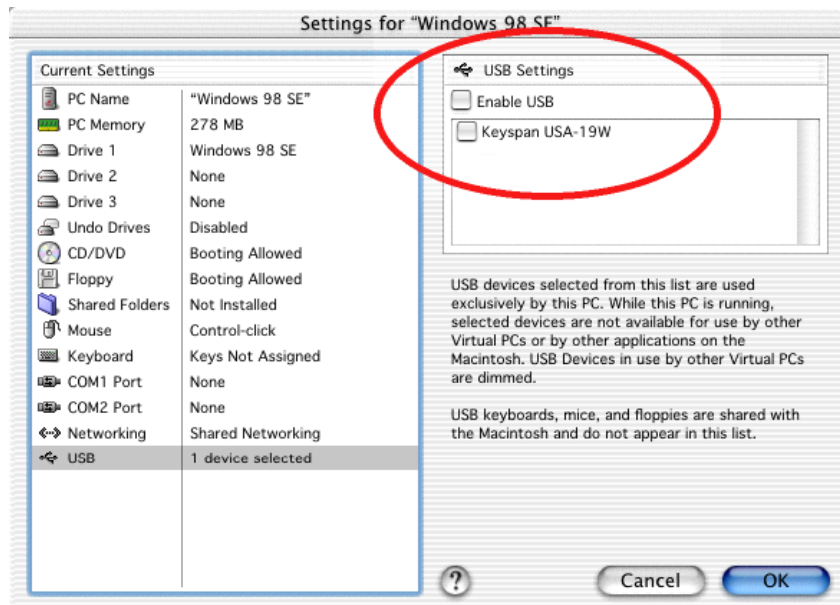 Settings for “Windows 98 SE”
Current Settings
PC Name “Windows 98 SE”
PC Memory 278 MB
Drive 1 Windows 98 SE
Drive 2 None
Drive 3 None
Undo Drives Disabled
CD/DVD Booting Allowed
Floppy Booting Allowed
Shared Folders Not Installed
Mouse Control-click
Keyboard Keys Not Assigned
COM1 Port None
COM2 Port None
Networking Shared Networking
USB 1 device selected
USB Settings
Enable USB
Keyspan USA-19W
USB devices selected from this list are used
exclusively by this PC. While this PC is running,
selected devices are not available for use by other
Virtual PCs or by other applications on the
Macintosh. USB Devices in use by other Virtual PCs
are dimmed.
USB keyboards, mice, and floppies are shared with
the Macintosh and do not appear in this list.
?
Cancel
OK